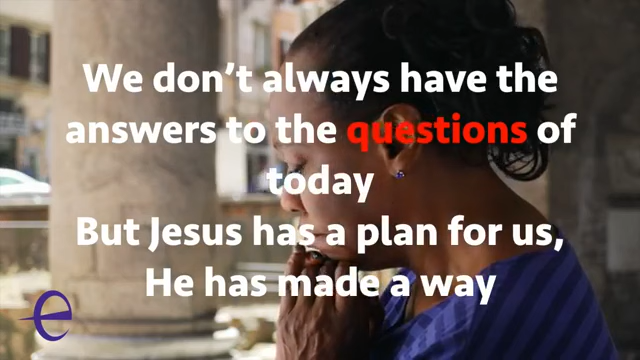 We don’t always have the
answers to the questions of
today
But Jesus has a plan for us,
He has made a way
e